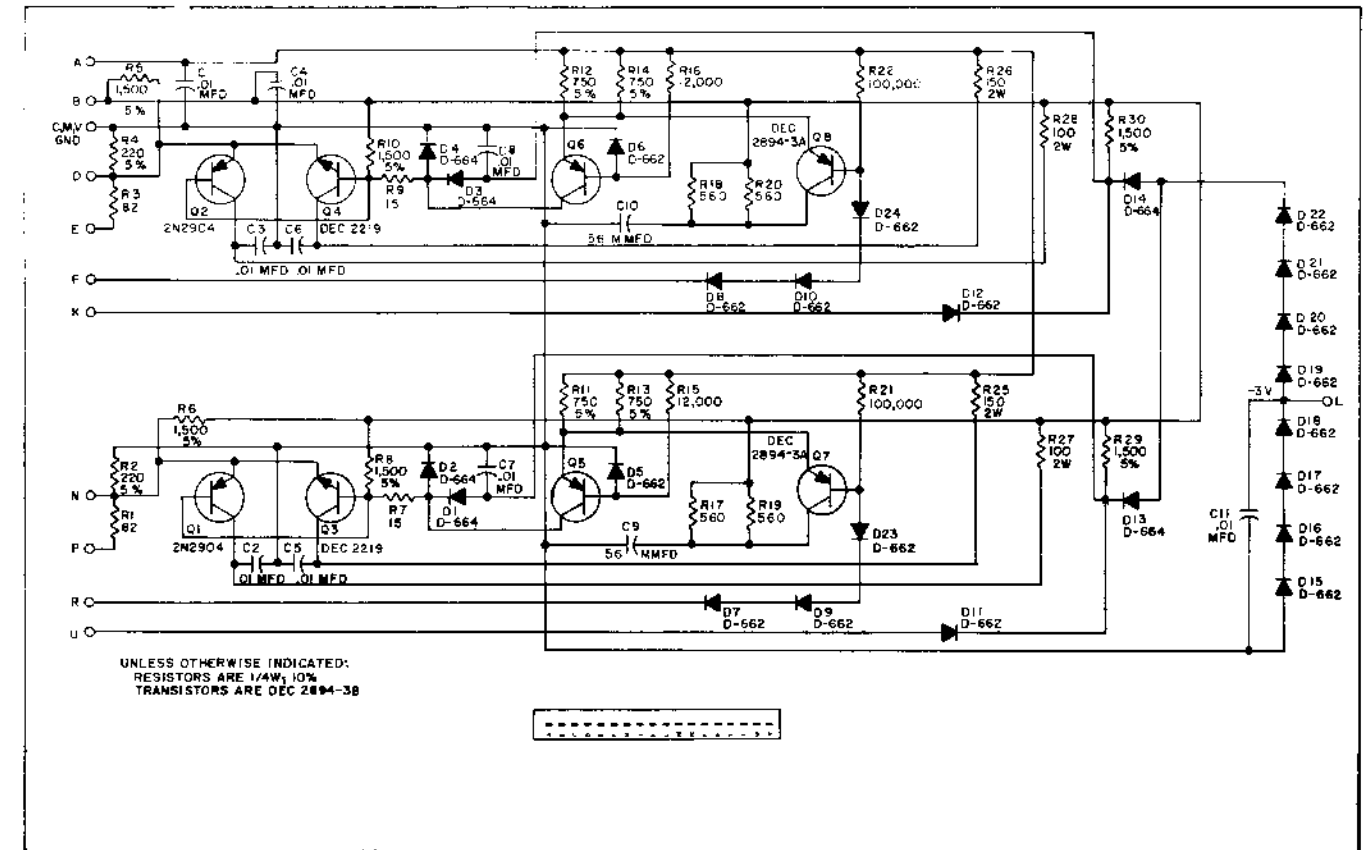 A
R5
1,500
5%
C
.01
MFD
C4
.01
MFD
B
C,M,V
GND
R4
220
5%
D
R3
82
E
Q2
2N2904
Q4
DEC 2219
C3
C6
.01 MFD .01 MFD
R10
1,500
5%
R9
15
D4
D-664
D3
D-664
C8
.01
MFD
R12
750
5%
R14
750
5%
R16
12,000
Q6
D6
D-662
C10
56 MMFD
R18
560
R20
560
DEC
2894-3A
Q8
R22
100,000
D24
D-662
R26
150
2W
R28
100
2W
R30
1,500
5%
D14
D-664
F
D8
D-662
D10
D-662
X
D12
D-662
D22
D-662
D21
D-662
D20
D-662
D19
D-662
-3V
L
D18
D-662
D17
D-662
D16
D-662
D15
D-662
C11
.01
MFD
R6
1,500
5%
R2
220
5%
N
R1
82
P
Q1
2N2904
Q3
DEC 2219
C2
C5
.01 MFD .01 MFD
R8
1,500
5%
R7
15
D2
D-664
D1
D-664
C7
.01
MFD
R11
750
5%
R13
750
5%
R15
12,000
Q5
D5
D-662
C9
56 MMFD
R17
560
R19
560
DEC
2894-3A
Q7
R21
100,000
D23
D-662
R25
150
2W
R27
100
2W
R29
1,500
5%
D13
D-664
R
D7
D-662
D9
D-662
U
D11
D-662
UNLESS OTHERWISE INDICATED:
RESISTORS ARE 1/4W; 10%
TRANSISTORS ARE DEC 2894-3B